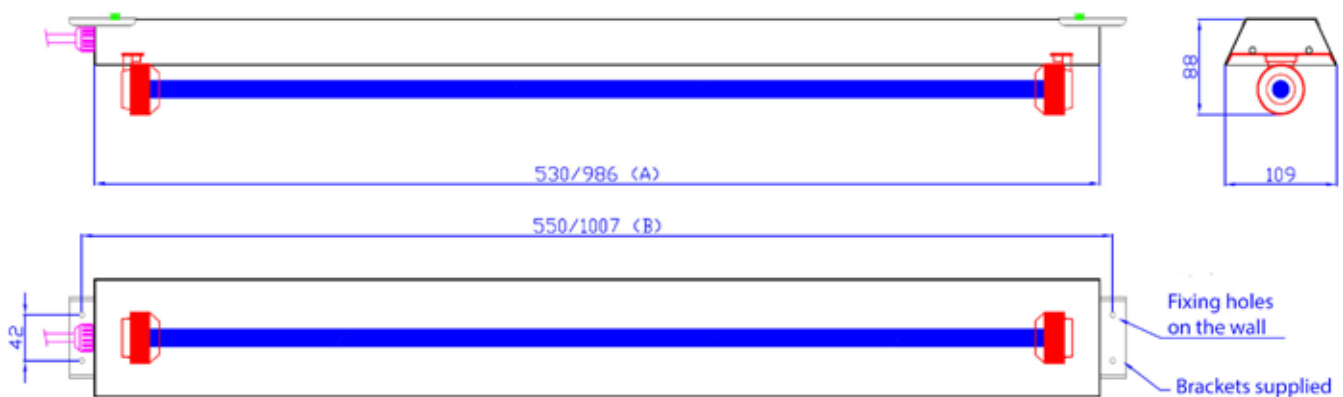 88
530/986 (A)
109
550/1007 (B)
42
Fixing holes
on the wall
Brackets supplied